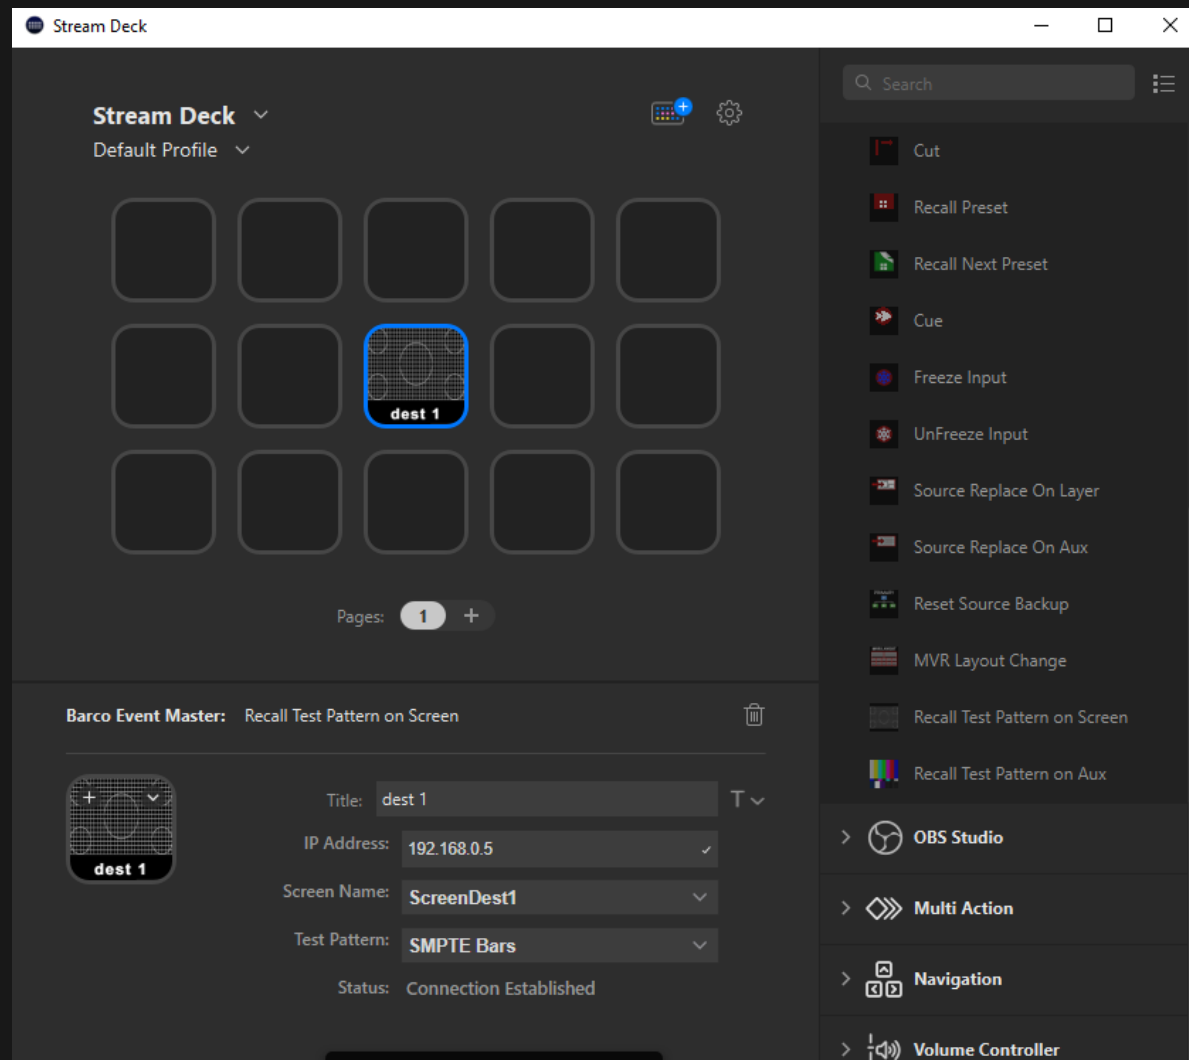 Stream Deck
Stream Deck
Default Profile
dest 1
Pages: 1 +
Barco Event Master: Recall Test Pattern on Screen
dest 1
Title: dest 1
T
IP Address: 192.168.0.5
Screen Name: ScreenDest1
Test Pattern: SMPTE Bars
Status: Connection Established
Search
Cut
Recall Preset
Recall Next Preset
Cue
Freeze Input
UnFreeze Input
Source Replace On Layer
Source Replace On Aux
Reset Source Backup
MVR Layout Change
Recall Test Pattern on Screen
Recall Test Pattern on Aux
OBS Studio
Multi Action
Navigation
Volume Controller